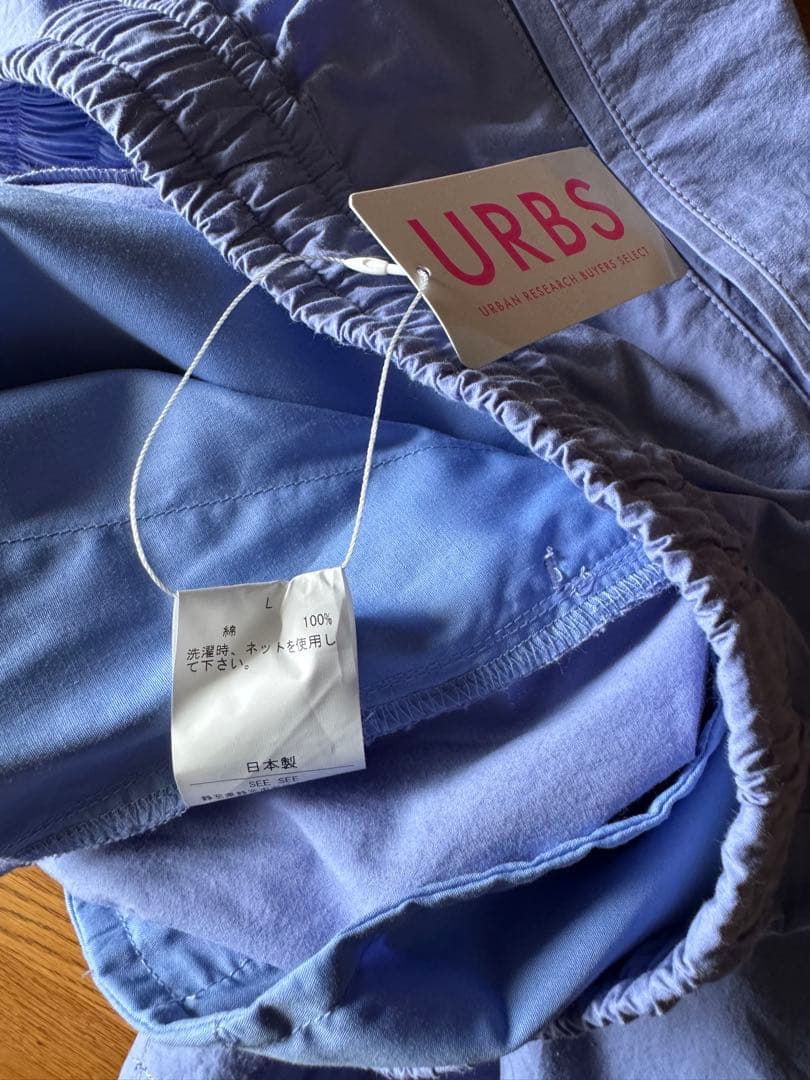 URBS
URBAN RESEARCH BUYERS SELECT
L
綿 100%
洗濯時、ネットを使用し
て下さい。
日本製
SEE SEE